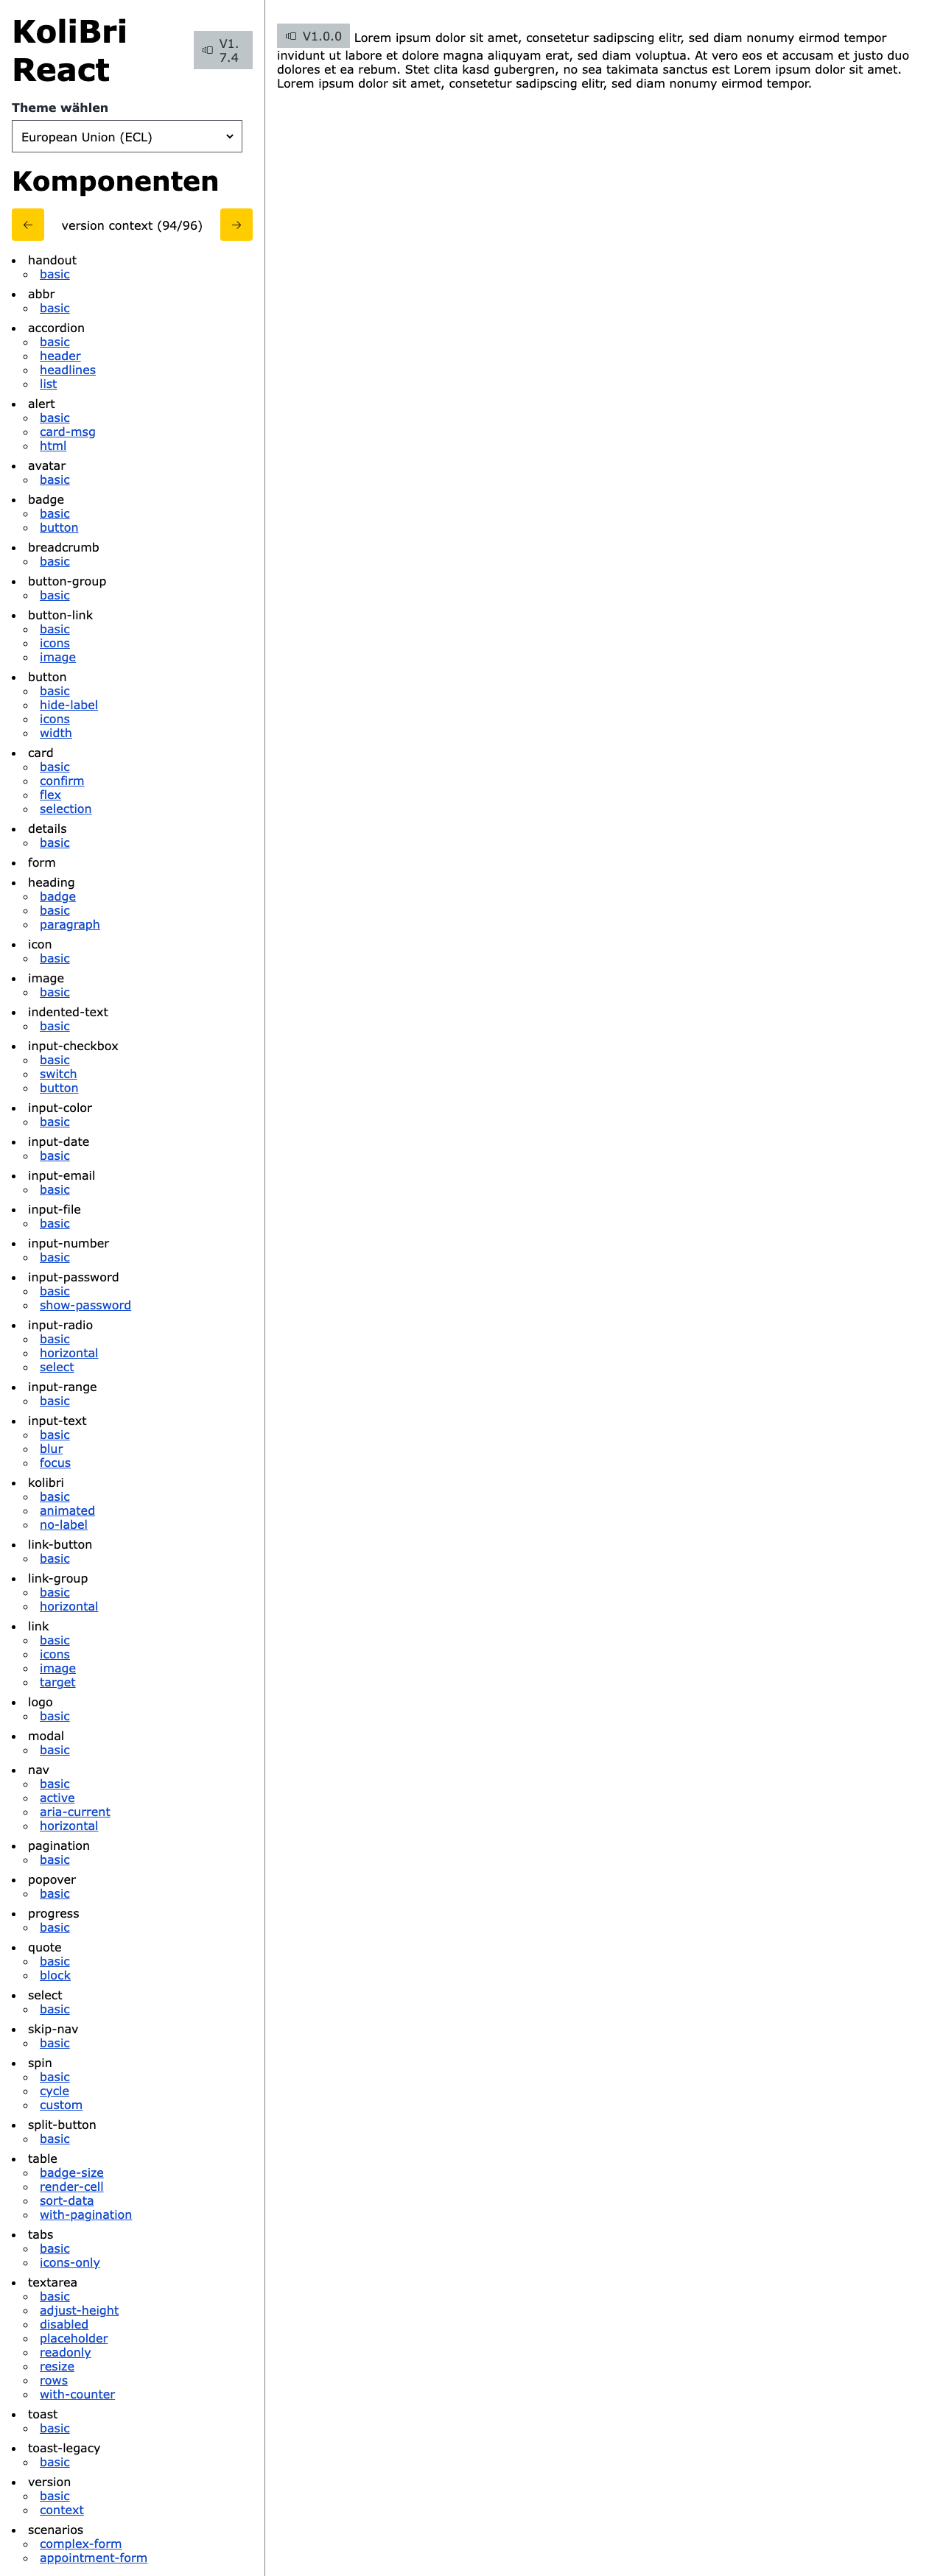 KoliBri
React
V1.
7.4
Theme wählen
European Union (ECL)
Komponenten
version context (94/96)
handout
basic
abbr
basic
accordion
basic
header
headlines
list
alert
basic
card-msg
html
avatar
basic
badge
basic
button
breadcrumb
basic
button-group
basic
button-link
basic
icons
image
button
basic
hide-label
icons
width
card
basic
confirm
flex
selection
details
basic
form
heading
badge
basic
paragraph
icon
basic
image
basic
indented-text
basic
input-checkbox
basic
switch
button
input-color
basic
input-date
basic
input-email
basic
input-file
basic
input-number
basic
input-password
basic
show-password
input-radio
basic
horizontal
select
input-range
basic
input-text
basic
blur
focus
kolibri
basic
animated
no-label
link-button
basic
link-group
basic
horizontal
link
basic
icons
image
target
logo
basic
modal
basic
nav
basic
active
aria-current
horizontal
pagination
basic
popover
basic
progress
basic
quote
basic
block
select
basic
skip-nav
basic
spin
basic
cycle
custom
split-button
basic
table
badge-size
render-cell
sort-data
with-pagination
tabs
basic
icons-only
textarea
basic
adjust-height
disabled
placeholder
readonly
resize
rows
with-counter
toast
basic
toast-legacy
basic
version
basic
context
scenarios
complex-form
appointment-form
V1.0.0 Lorem ipsum dolor sit amet, consetetur sadipscing elitr, sed diam nonumy eirmod tempor
invidunt ut labore et dolore magna aliquyam erat, sed diam voluptua. At vero eos et accusam et justo duo
dolores et ea rebum. Stet clita kasd gubergren, no sea takimata sanctus est Lorem ipsum dolor sit amet.
Lorem ipsum dolor sit amet, consetetur sadipscing elitr, sed diam nonumy eirmod tempor.